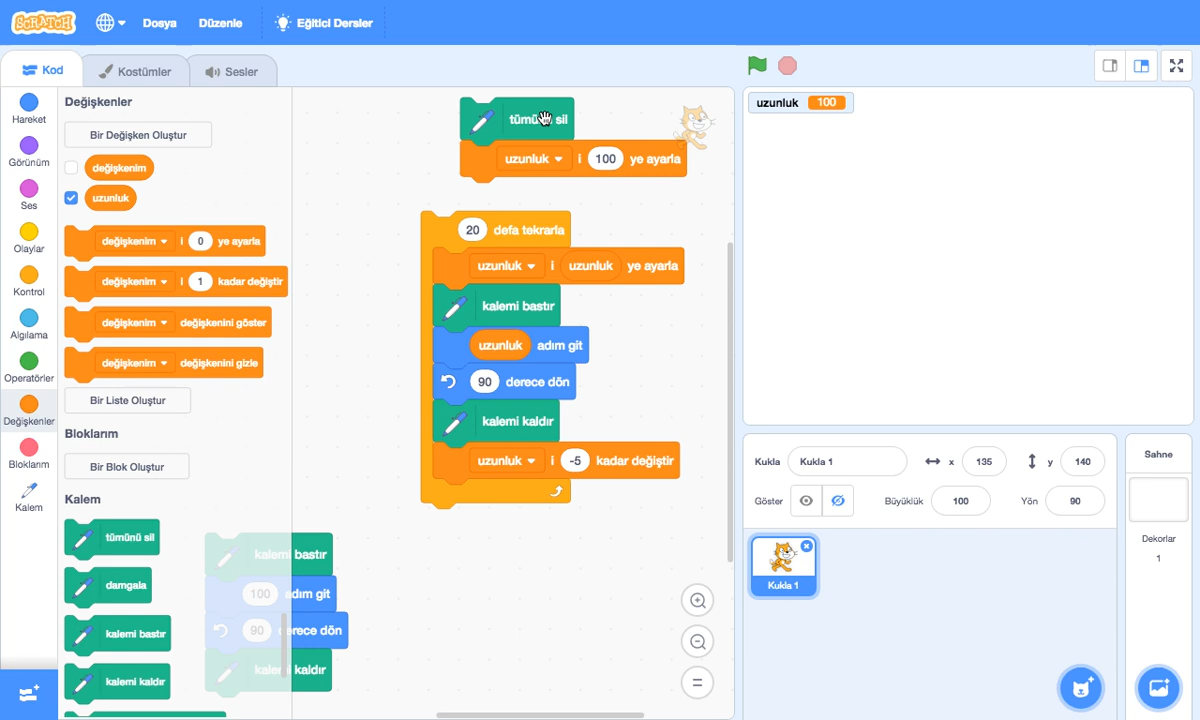 SCRATCH
Dosya
Düzenle
Eğitici Dersler
Kod
Kostümler
Sesler
Hareket
Görünüm
Ses
Olaylar
Kontrol
Algılama
Operatörler
Değişkenler
Bloklarım
Kalem
Değişkenler
Bir Değişken Oluştur
değişkenim
uzunluk
değişkenim i 0 ye ayarla
değişkenim i 1 kadar değiştir
değişkenim değişkenini göster
değişkenim değişkenini gizle
Bir Liste Oluştur
Bloklarım
Bir Blok Oluştur
Kalem
tümünü sil
damgala
kalemi bastır
kalemi kaldır
tümünü sil
uzunluk i 100 ye ayarla
20 defa tekrarla
uzunluk i uzunluk ye ayarla
kalemi bastır
uzunluk adım git
90 derece dön
kalemi kaldır
uzunluk i -5 kadar değiştir
kalemi bastır
100 adım git
90 derece dön
kalemi kaldır
uzunluk 100
Kukla Kukla 1 x 135 y 140
Göster Büyüklük 100 Yön 90
Kukla 1
Sahne
Dekorlar
1